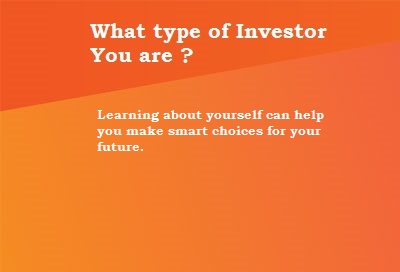 What type of Investor
You are ?
Learning about yourself can help
you make smart choices for your
future.